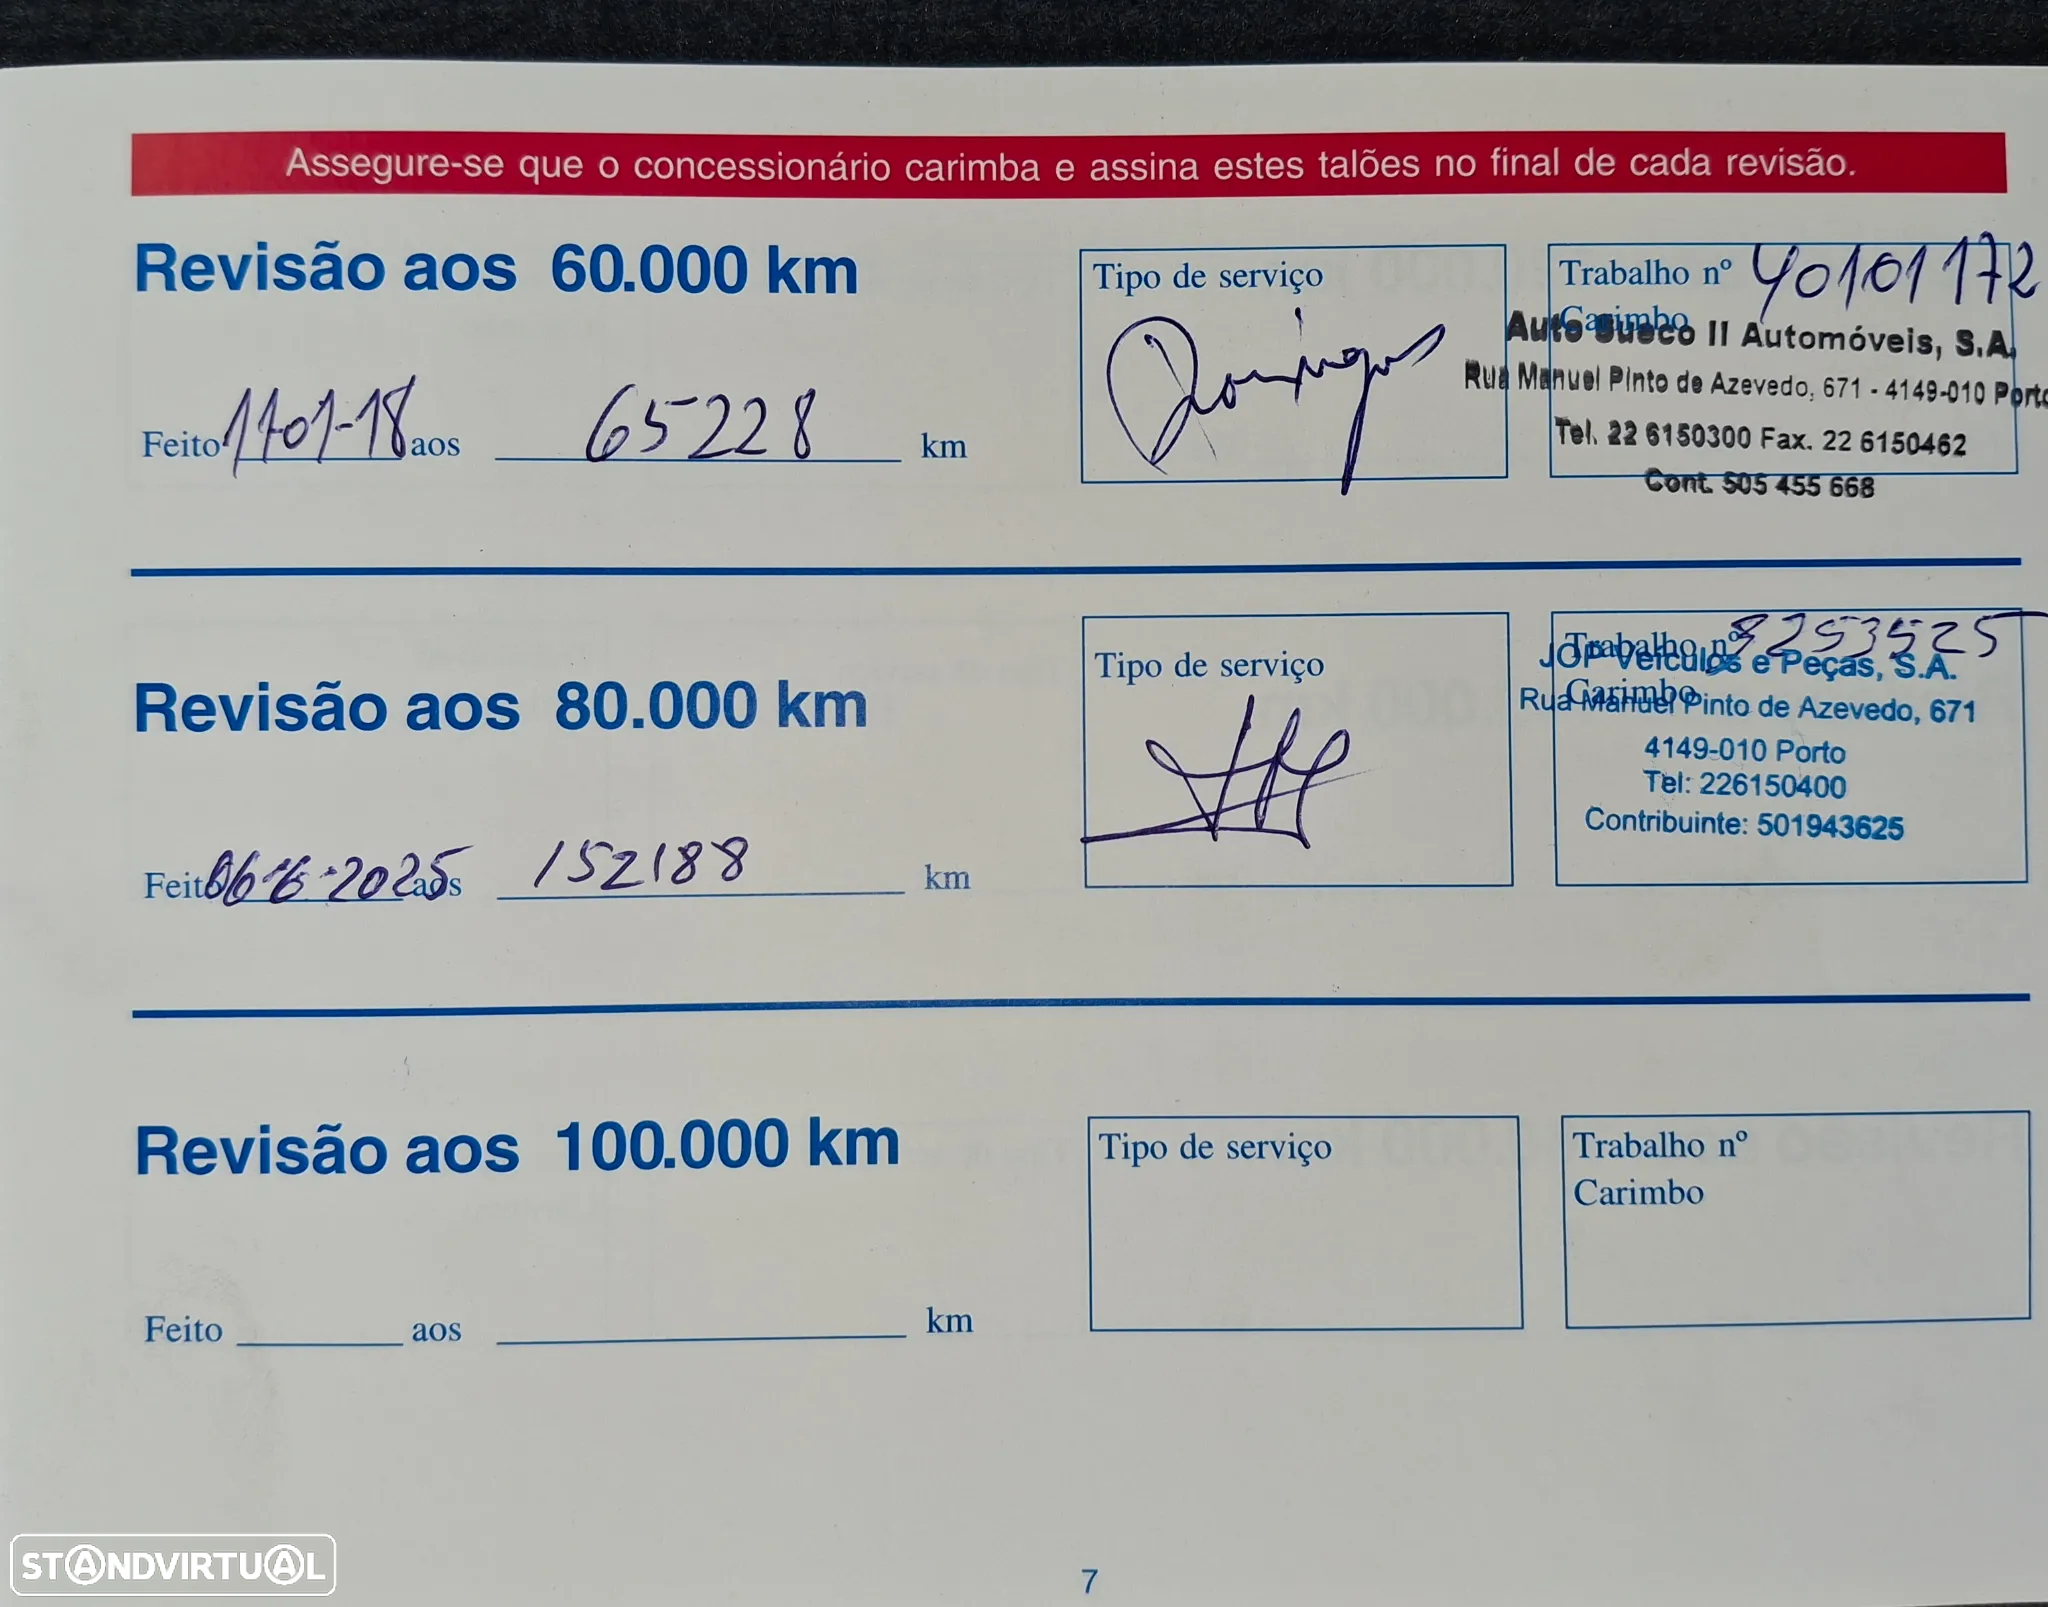 Assegure-se que o concessionário carimba e assina estes talões no final de cada revisão.
Revisão aos 60.000 km
Feito 11-01-18 aos 65228 km
Tipo de serviço
Domingos
Trabalho nº 40101172
Carimbo
Auto Sueco II Automóveis, S.A.
Rua Manuel Pinto de Azevedo, 671 - 4149-010 Porto
Tel. 22 6150300 Fax. 22 6150462
Cont. 505 455 668
Revisão aos 80.000 km
Feito 06-6-2025 aos 152188 km
Tipo de serviço
Trabalho nº 8253525
Carimbo
JOP Veículos e Peças, S.A.
Rua Manuel Pinto de Azevedo, 671
4149-010 Porto
Tel: 226150400
Contribuinte: 501943625
Revisão aos 100.000 km
Feito aos km
Tipo de serviço
Trabalho nº
Carimbo
7
STANDVIRTUAL